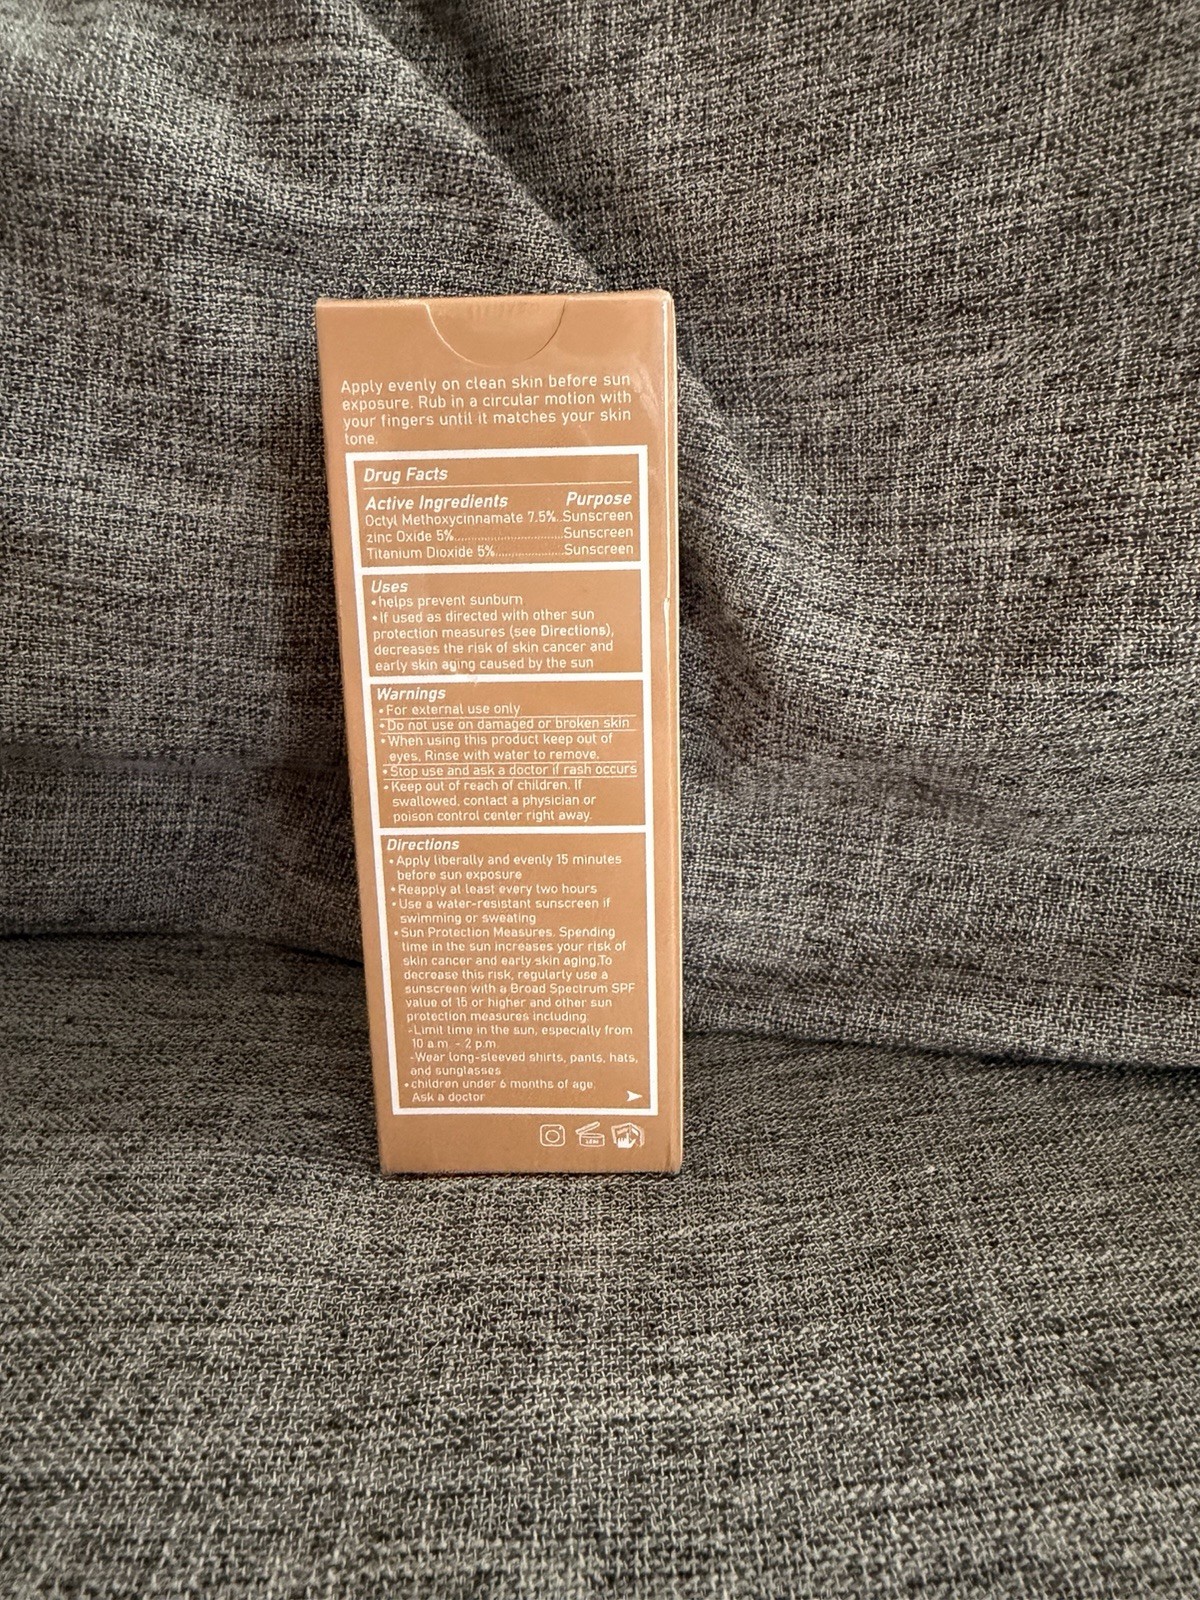 Apply evenly on clean skin before sun
exposure. Rub in a circular motion with
your fingers until it matches your skin
tone.
Drug Facts
Active Ingredients Purpose
Octyl Methoxycinnamate 7.5%..Sunscreen
zinc Oxide 5%..............................Sunscreen
Titanium Dioxide 5%...................Sunscreen
Uses
•helps prevent sunburn
•If used as directed with other sun
protection measures (see Directions),
decreases the risk of skin cancer and
early skin aging caused by the sun
Warnings
•For external use only
•Do not use on damaged or broken skin
•When using this product keep out of
eyes, Rinse with water to remove.
•Stop use and ask a doctor if rash occurs
•Keep out of reach of children. If
swallowed, contact a physician or
poison control center right away.
Directions
•Apply liberally and evenly 15 minutes
before sun exposure
•Reapply at least every two hours
•Use a water-resistant sunscreen if
swimming or sweating
•Sun Protection Measures. Spending
time in the sun increases your risk of
skin cancer and early skin aging.To
decrease this risk, regularly use a
sunscreen with a Broad Spectrum SPF
value of 15 or higher and other sun
protection measures including:
-Limit time in the sun, especially from
10 a.m. - 2 p.m.
-Wear long-sleeved shirts, pants, hats,
and sunglasses
•children under 6 months of age:
Ask a doctor
12M